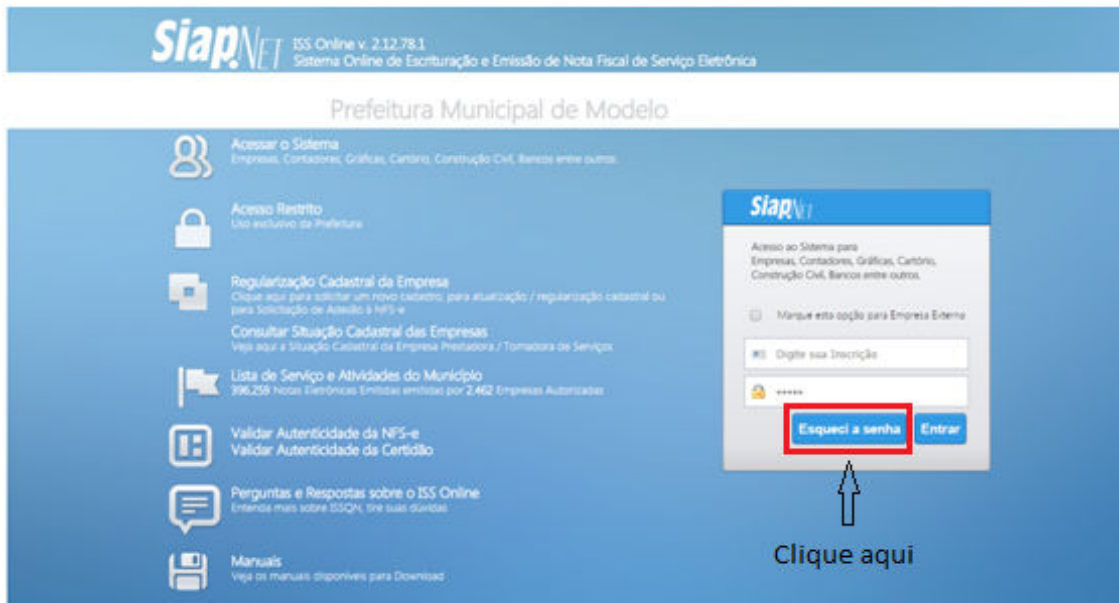 SiapNet ISS Online v. 2.12.78.1
Sistema Online de Escrituração e Emissão de Nota Fiscal de Serviço Eletrônica
Prefeitura Municipal de Modelo
Acessar o Sistema
Empresas, Contadores, Gráficas, Cartório, Construção Civil, Bancos entre outros.
Acesso Restrito
Uso exclusivo da Prefeitura
Regularização Cadastral da Empresa
Clique aqui para solicitar um novo cadastro, para atualização / regularização cadastral ou
para Solicitação de Adesão à NFS-e
Consultar Situação Cadastral das Empresas
Veja aqui a Situação Cadastral da Empresa Prestadora / Tomadora de Serviços
Lista de Serviço e Atividades do Município
396,259 Notas Eletrônicas Emitidas emitidas por 2,462 Empresas Autorizadas
Validar Autenticidade da NFS-e
Validar Autenticidade da Certidão
Perguntas e Respostas sobre o ISS Online
Entenda mais sobre ISSQN, tire suas dúvidas
Manuais
Veja os manuais disponíveis para Download
SiapNet
Acesso ao Sistema para
Empresas, Contadores, Gráficas, Cartório,
Construção Civil, Bancos entre outros.
Marque esta opção para Empresa Externa
Digite sua Inscrição
•••••
Esqueci a senha Entrar
Clique aqui